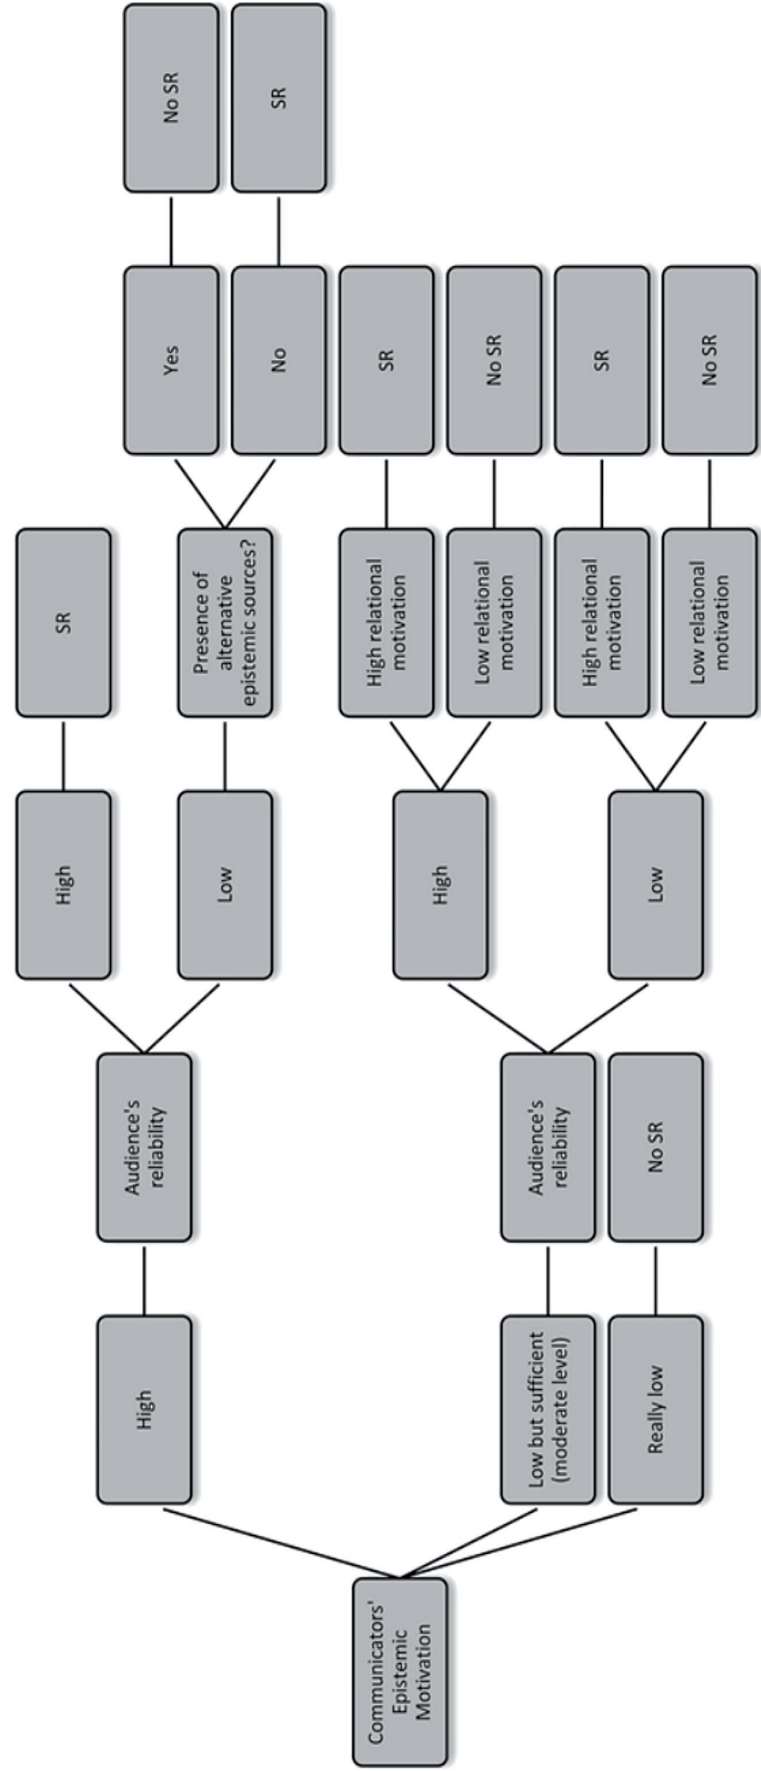 Communicators'
Epistemic
Motivation
High
Audience's
reliability
High
SR
Low
Presence of
alternative
epistemic sources?
Yes
No SR
No
SR
Low but sufficient
(moderate level)
Audience's
reliability
High
High relational
motivation
SR
Low relational
motivation
No SR
Low
High relational
motivation
SR
Low relational
motivation
No SR
Really low
No SR